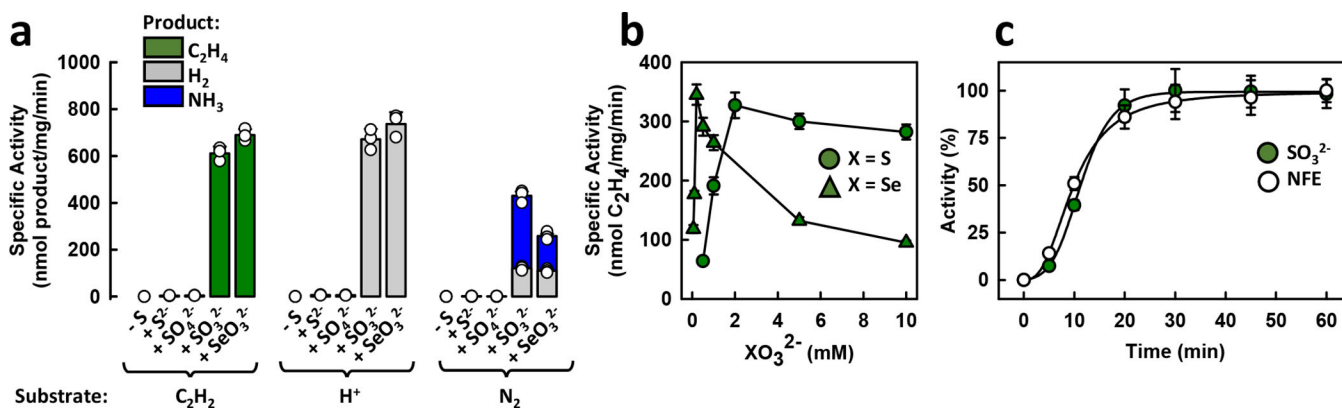 a
Product:
C₂H₄
H₂
NH₃
Specific Activity
(nmol product/mg/min)
1000
800
600
400
200
0
- S
+ S²⁻
+ SO₄²⁻
+ SO₃²⁻
+ SeO₃²⁻
- S
+ S²⁻
+ SO₄²⁻
+ SO₃²⁻
+ SeO₃²⁻
- S
+ S²⁻
+ SO₄²⁻
+ SO₃²⁻
+ SeO₃²⁻
Substrate: C₂H₂ H⁺ N₂
b
Specific Activity
(nmol C₂H₄/mg/min)
400
300
200
100
0
X = S
X = Se
0 2 4 6 8 10
XO₃²⁻ (mM)
c
Activity (%)
100
75
50
25
0
SO₃²⁻
NFE
0 10 20 30 40 50 60
Time (min)